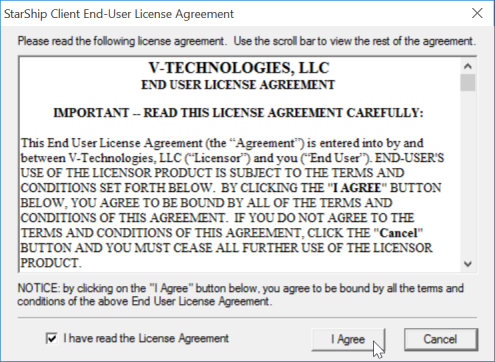 StarShip Client End-User License Agreement
Please read the following license agreement. Use the scroll bar to view the rest of the agreement.
V-TECHNOLOGIES, LLC
END USER LICENSE AGREEMENT
IMPORTANT -- READ THIS LICENSE AGREEMENT CAREFULLY:
This End User License Agreement (the “Agreement”) is entered into by and
between V-Technologies, LLC (“Licensor”) and you (“End User”). END-USER'S
USE OF THE LICENSOR PRODUCT IS SUBJECT TO THE TERMS AND
CONDITIONS SET FORTH BELOW. BY CLICKING THE "I AGREE" BUTTON
BELOW, YOU AGREE TO BE BOUND BY ALL OF THE TERMS AND
CONDITIONS OF THIS AGREEMENT. IF YOU DO NOT AGREE TO THE
TERMS AND CONDITIONS OF THIS AGREEMENT, CLICK THE "Cancel"
BUTTON AND YOU MUST CEASE ALL FURTHER USE OF THE LICENSOR
PRODUCT.
NOTICE: by clicking on the "I Agree" button below, you agree to be bound by all the terms and
conditions of the above End User License Agreement.
I have read the License Agreement
I Agree
Cancel